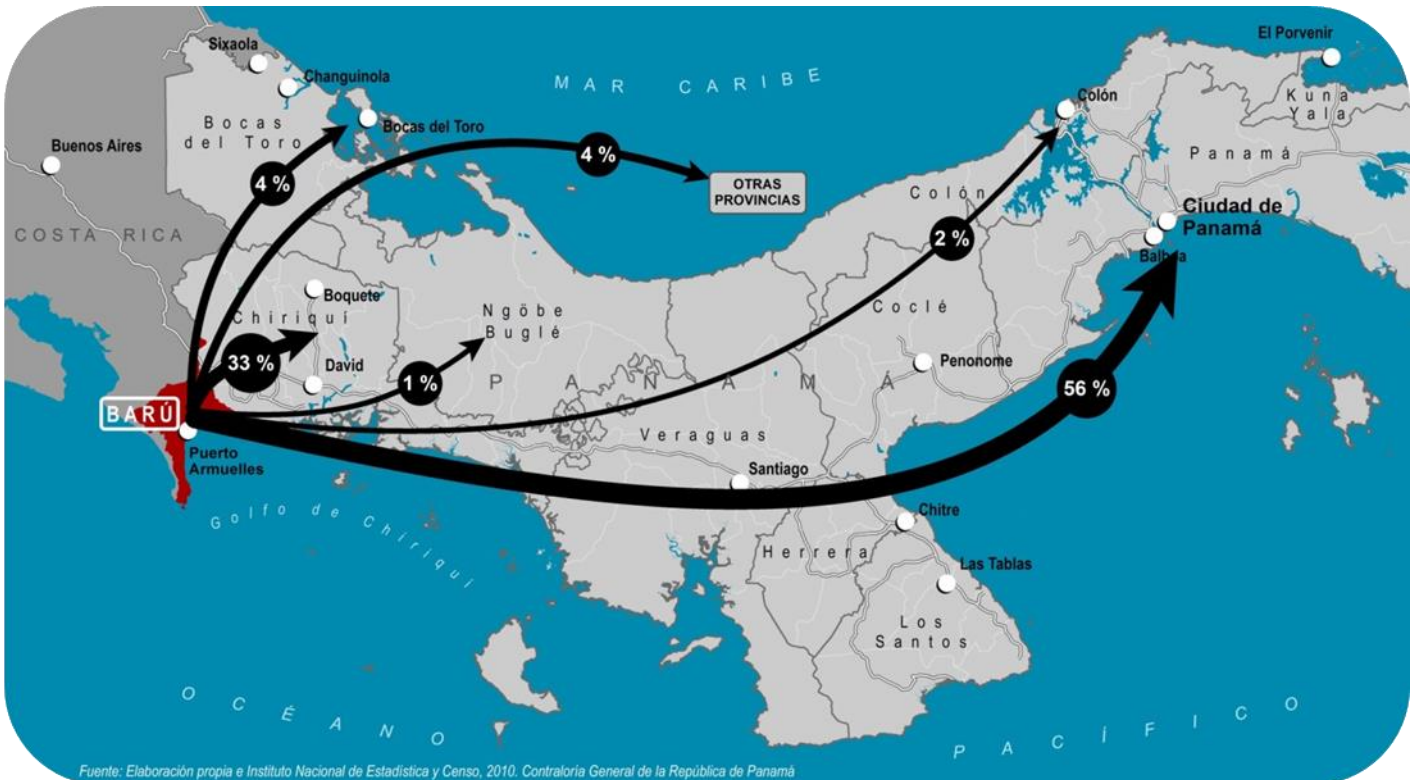 Sixaola
Changuinola
Bocas
del Toro
Bocas del Toro
Buenos Aires
COSTA RICA
MAR CARIBE
El Porvenir
Kuna
Yala
Colón
Panamá
Ciudad de
Panamá
Balboa
4 %
4 %
OTRAS
PROVINCIAS
Colón
2 %
Boquete
Chiriquí
33 %
David
Ngöbe
Buglé
1 %
PANAMÁ
Coclé
Penonome
56 %
BARÚ
Puerto
Armuelles
Veraguas
Santiago
Golfo de Chiriquí
Chitre
Herrera
Las Tablas
Los
Santos
OCÉANO
PACÍFICO
Fuente: Elaboración propia e Instituto Nacional de Estadística y Censo, 2010. Contraloría General de la República de Panamá